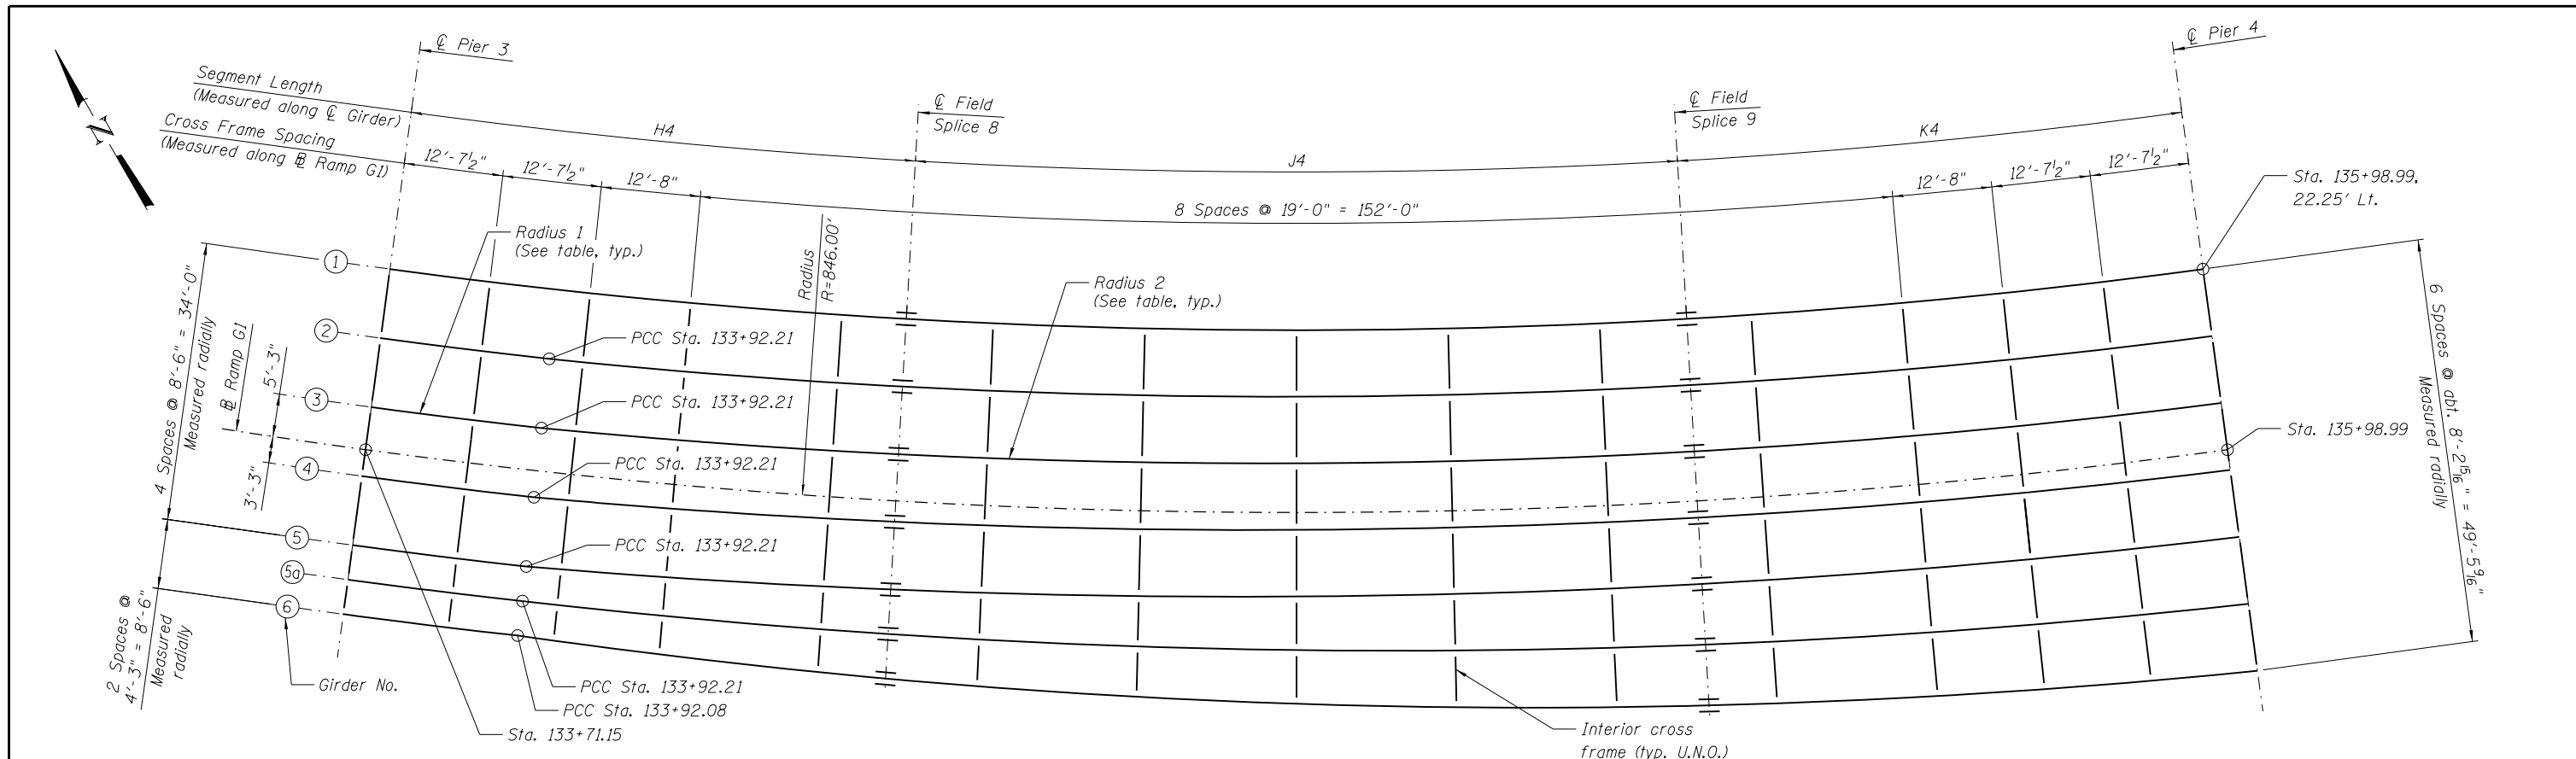 ℄ Pier 3
℄ Pier 4
Segment Length
(Measured along ℄ Girder)
Cross Frame Spacing
(Measured along ⅊ Ramp G1)
N
H4
℄ Field
Splice 8
J4
℄ Field
Splice 9
K4
12'-7½"
12'-7½"
12'-8"
8 Spaces @ 19'-0" = 152'-0"
12'-8"
12'-7½"
12'-7½"
Sta. 135+98.99,
22.25' Lt.
Radius 1
(See table, typ.)
Radius
R=846.00'
Radius 2
(See table, typ.)
1
2
3
4
5
5a
6
4 Spaces @ 8'-6" = 34'-0"
Measured radially
⅊ Ramp G1
5'-3"
3'-3"
2 Spaces @
4'-3" = 8'-6"
Measured
radially
PCC Sta. 133+92.21
PCC Sta. 133+92.21
PCC Sta. 133+92.21
PCC Sta. 133+92.21
PCC Sta. 133+92.21
PCC Sta. 133+92.08
Sta. 133+71.15
Girder No.
Sta. 135+98.99
6 Spaces @ abt. 8'-2 15/16" = 49'-5 9/16"
Measured radially
Interior cross
frame (typ. U.N.O.)